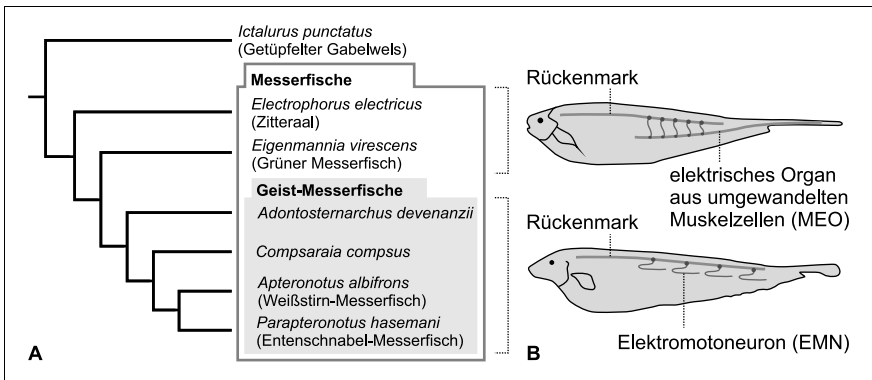 Ictalurus punctatus
(Getüpfelter Gabelwels)
Messerfische
Electrophorus electricus
(Zitteraal)
Eigenmannia virescens
(Grüner Messerfisch)
Geist-Messerfische
Adontosternarchus devenanzii
Compsaraia compsus
Apteronotus albifrons
(Weißstirn-Messerfisch)
Parapteronotus hasemani
(Entenschnabel-Messerfisch)
A
Rückenmark
elektrisches Organ
aus umgewandelten
Muskelzellen (MEO)
Rückenmark
Elektromotoneuron (EMN)
B